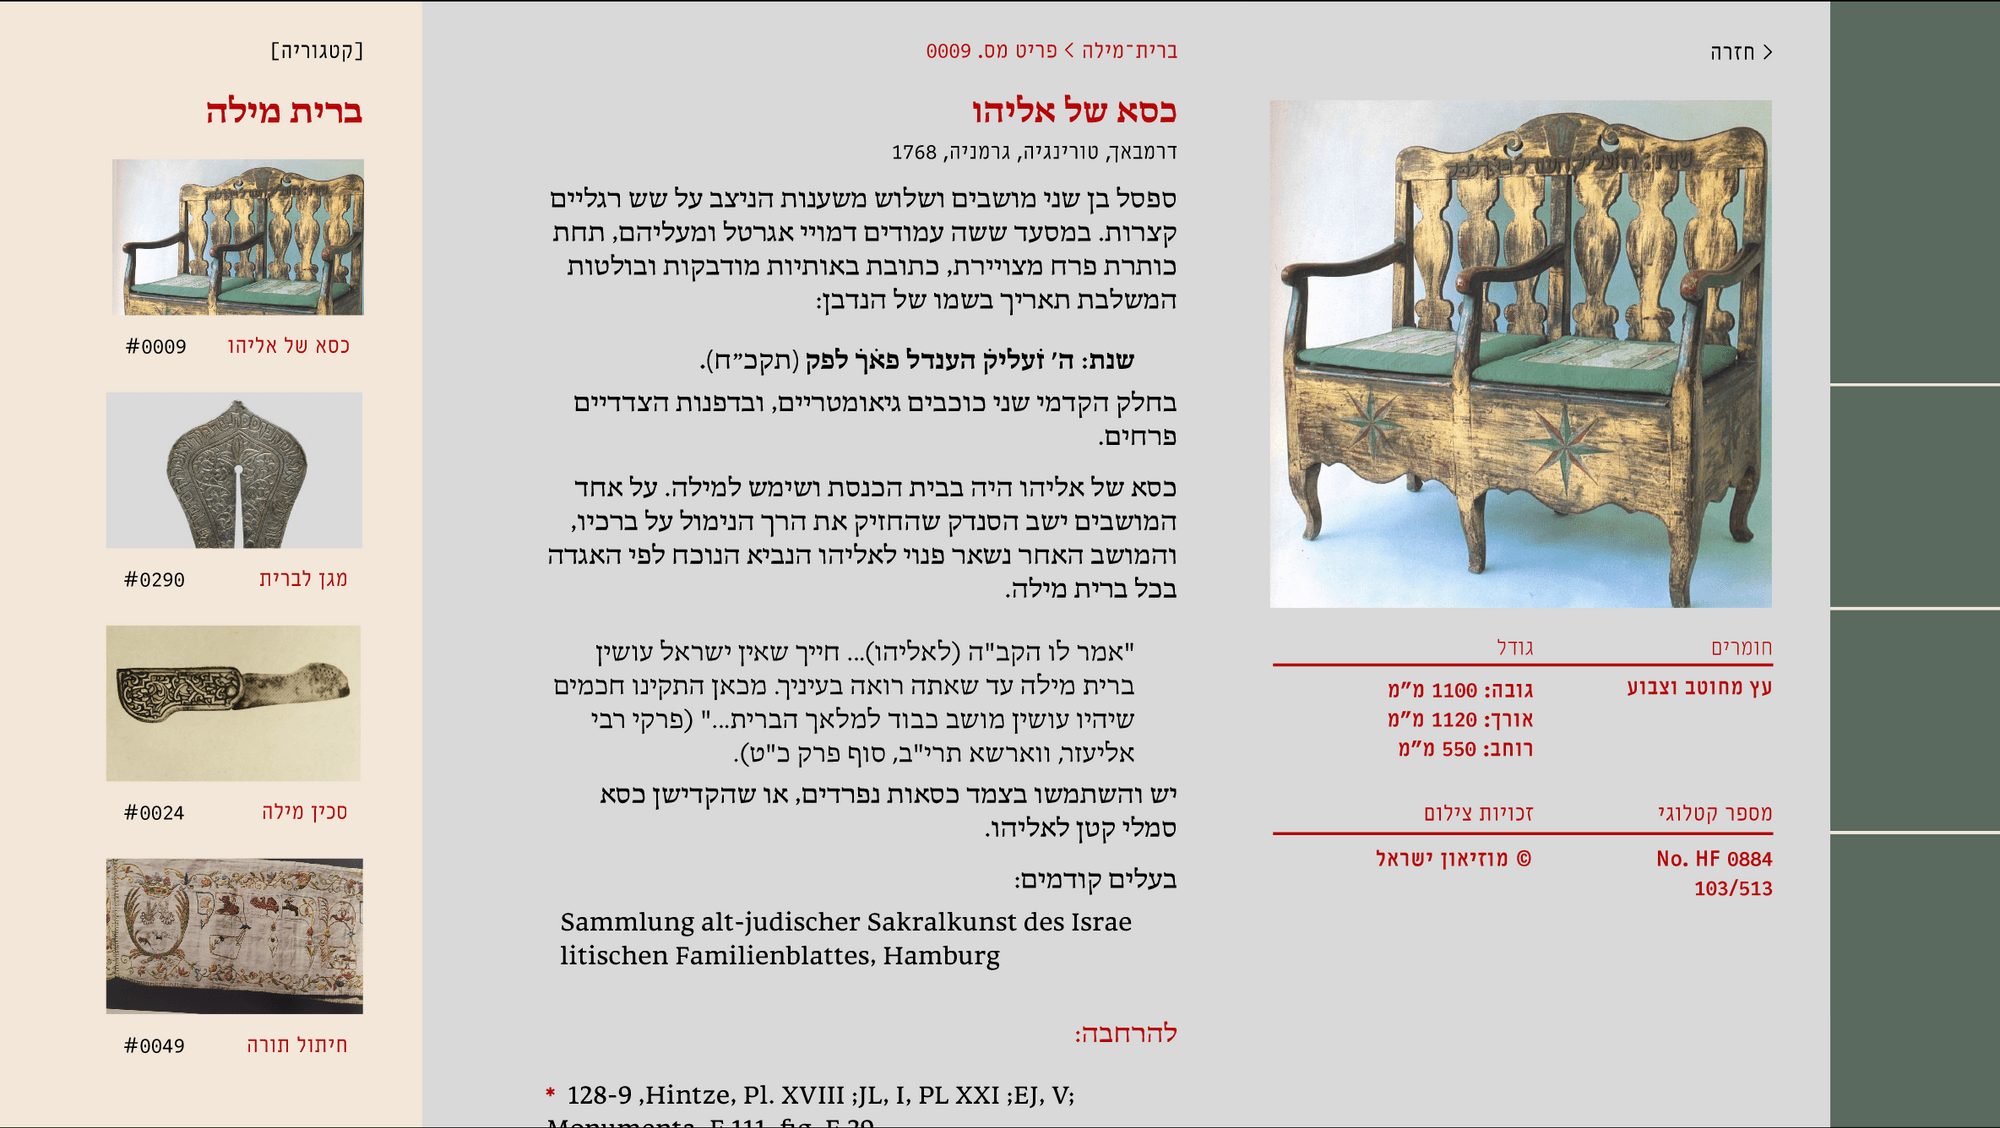 < חזרה
ברית־מילה > פריט מס. 0009
כסא של אליהו
דרמבאך, טורינגיה, גרמניה, 1768
ספסל בן שני מושבים ושלוש משענות הניצב על שש רגליים
קצרות. במסעד ששה עמודים דמויי אגרטל ומעליהם, תחת
כותרת פרח מצויירת, כתובת באותיות מודבקות ובולטות
המשלבת תאריך בשמו של הנדבן:
שנת: ה׳ זׄעליקׄ הענדל פאׄךׄ לפק (תקכ״ח).
בחלק הקדמי שני כוכבים גיאומטריים, ובדפנות הצדדיים
פרחים.
כסא של אליהו היה בבית הכנסת ושימש למילה. על אחד
המושבים ישב הסנדק שהחזיק את הרך הנימול על ברכיו,
והמושב האחר נשאר פנוי לאליהו הנביא הנוכח לפי האגדה
בכל ברית מילה.
"אמר לו הקב"ה (לאליהו)... חייך שאין ישראל עושין
ברית מילה עד שאתה רואה בעיניך. מכאן התקינו חכמים
שיהיו עושין מושב כבוד למלאך הברית..." (פרקי רבי
אליעזר, ווארשא תרי"ב, סוף פרק כ"ט).
יש והשתמשו בצמד כסאות נפרדים, או שהקדישן כסא
סמלי קטן לאליהו.
בעלים קודמים:
Sammlung alt-judischer Sakralkunst des Israe
litischen Familienblattes, Hamburg
להרחבה:
* 128-9 ,Hintze, Pl. XVIII ;JL, I, PL XXI ;EJ, V;
חומרים
עץ מחוטב וצבוע
גודל
גובה: 1100 מ״מ
אורך: 1120 מ״מ
רוחב: 550 מ״מ
מספר קטלוגי
No. HF 0884
103/513
זכויות צילום
© מוזיאון ישראל
[קטגוריה]
ברית מילה
כסא של אליהו #0009
מגן לברית #0290
סכין מילה #0024
חיתול תורה #0049